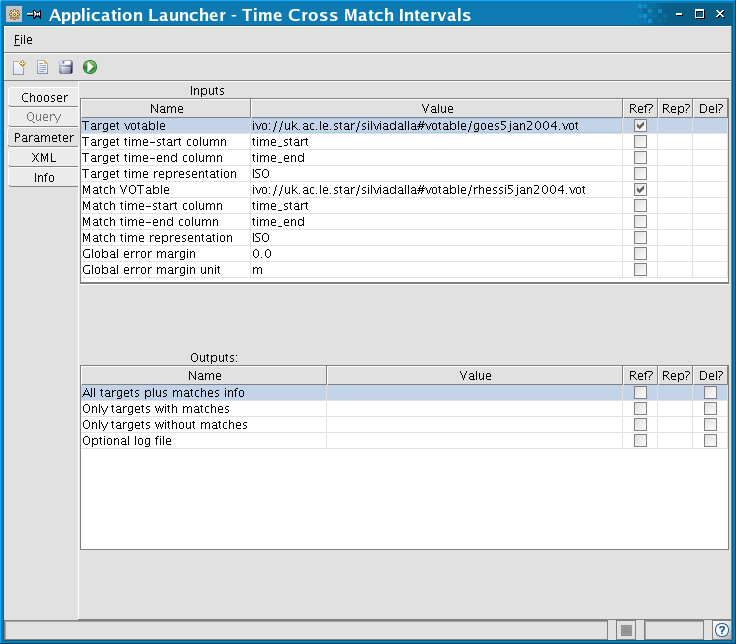 Application Launcher - Time Cross Match Intervals
File
Chooser
Query
Parameter
XML
Info
Inputs
Name Value Ref? Rep? Del?
Target votable ivo://uk.ac.le.star/silviadalla#votable/goes5jan2004.vot
Target time-start column time_start
Target time-end column time_end
Target time representation ISO
Match VOTable ivo://uk.ac.le.star/silviadalla#votable/rhessi5jan2004.vot
Match time-start column time_start
Match time-end column time_end
Match time representation ISO
Global error margin 0.0
Global error margin unit m
Outputs:
Name Value Ref? Rep? Del?
All targets plus matches info
Only targets with matches
Only targets without matches
Optional log file
?